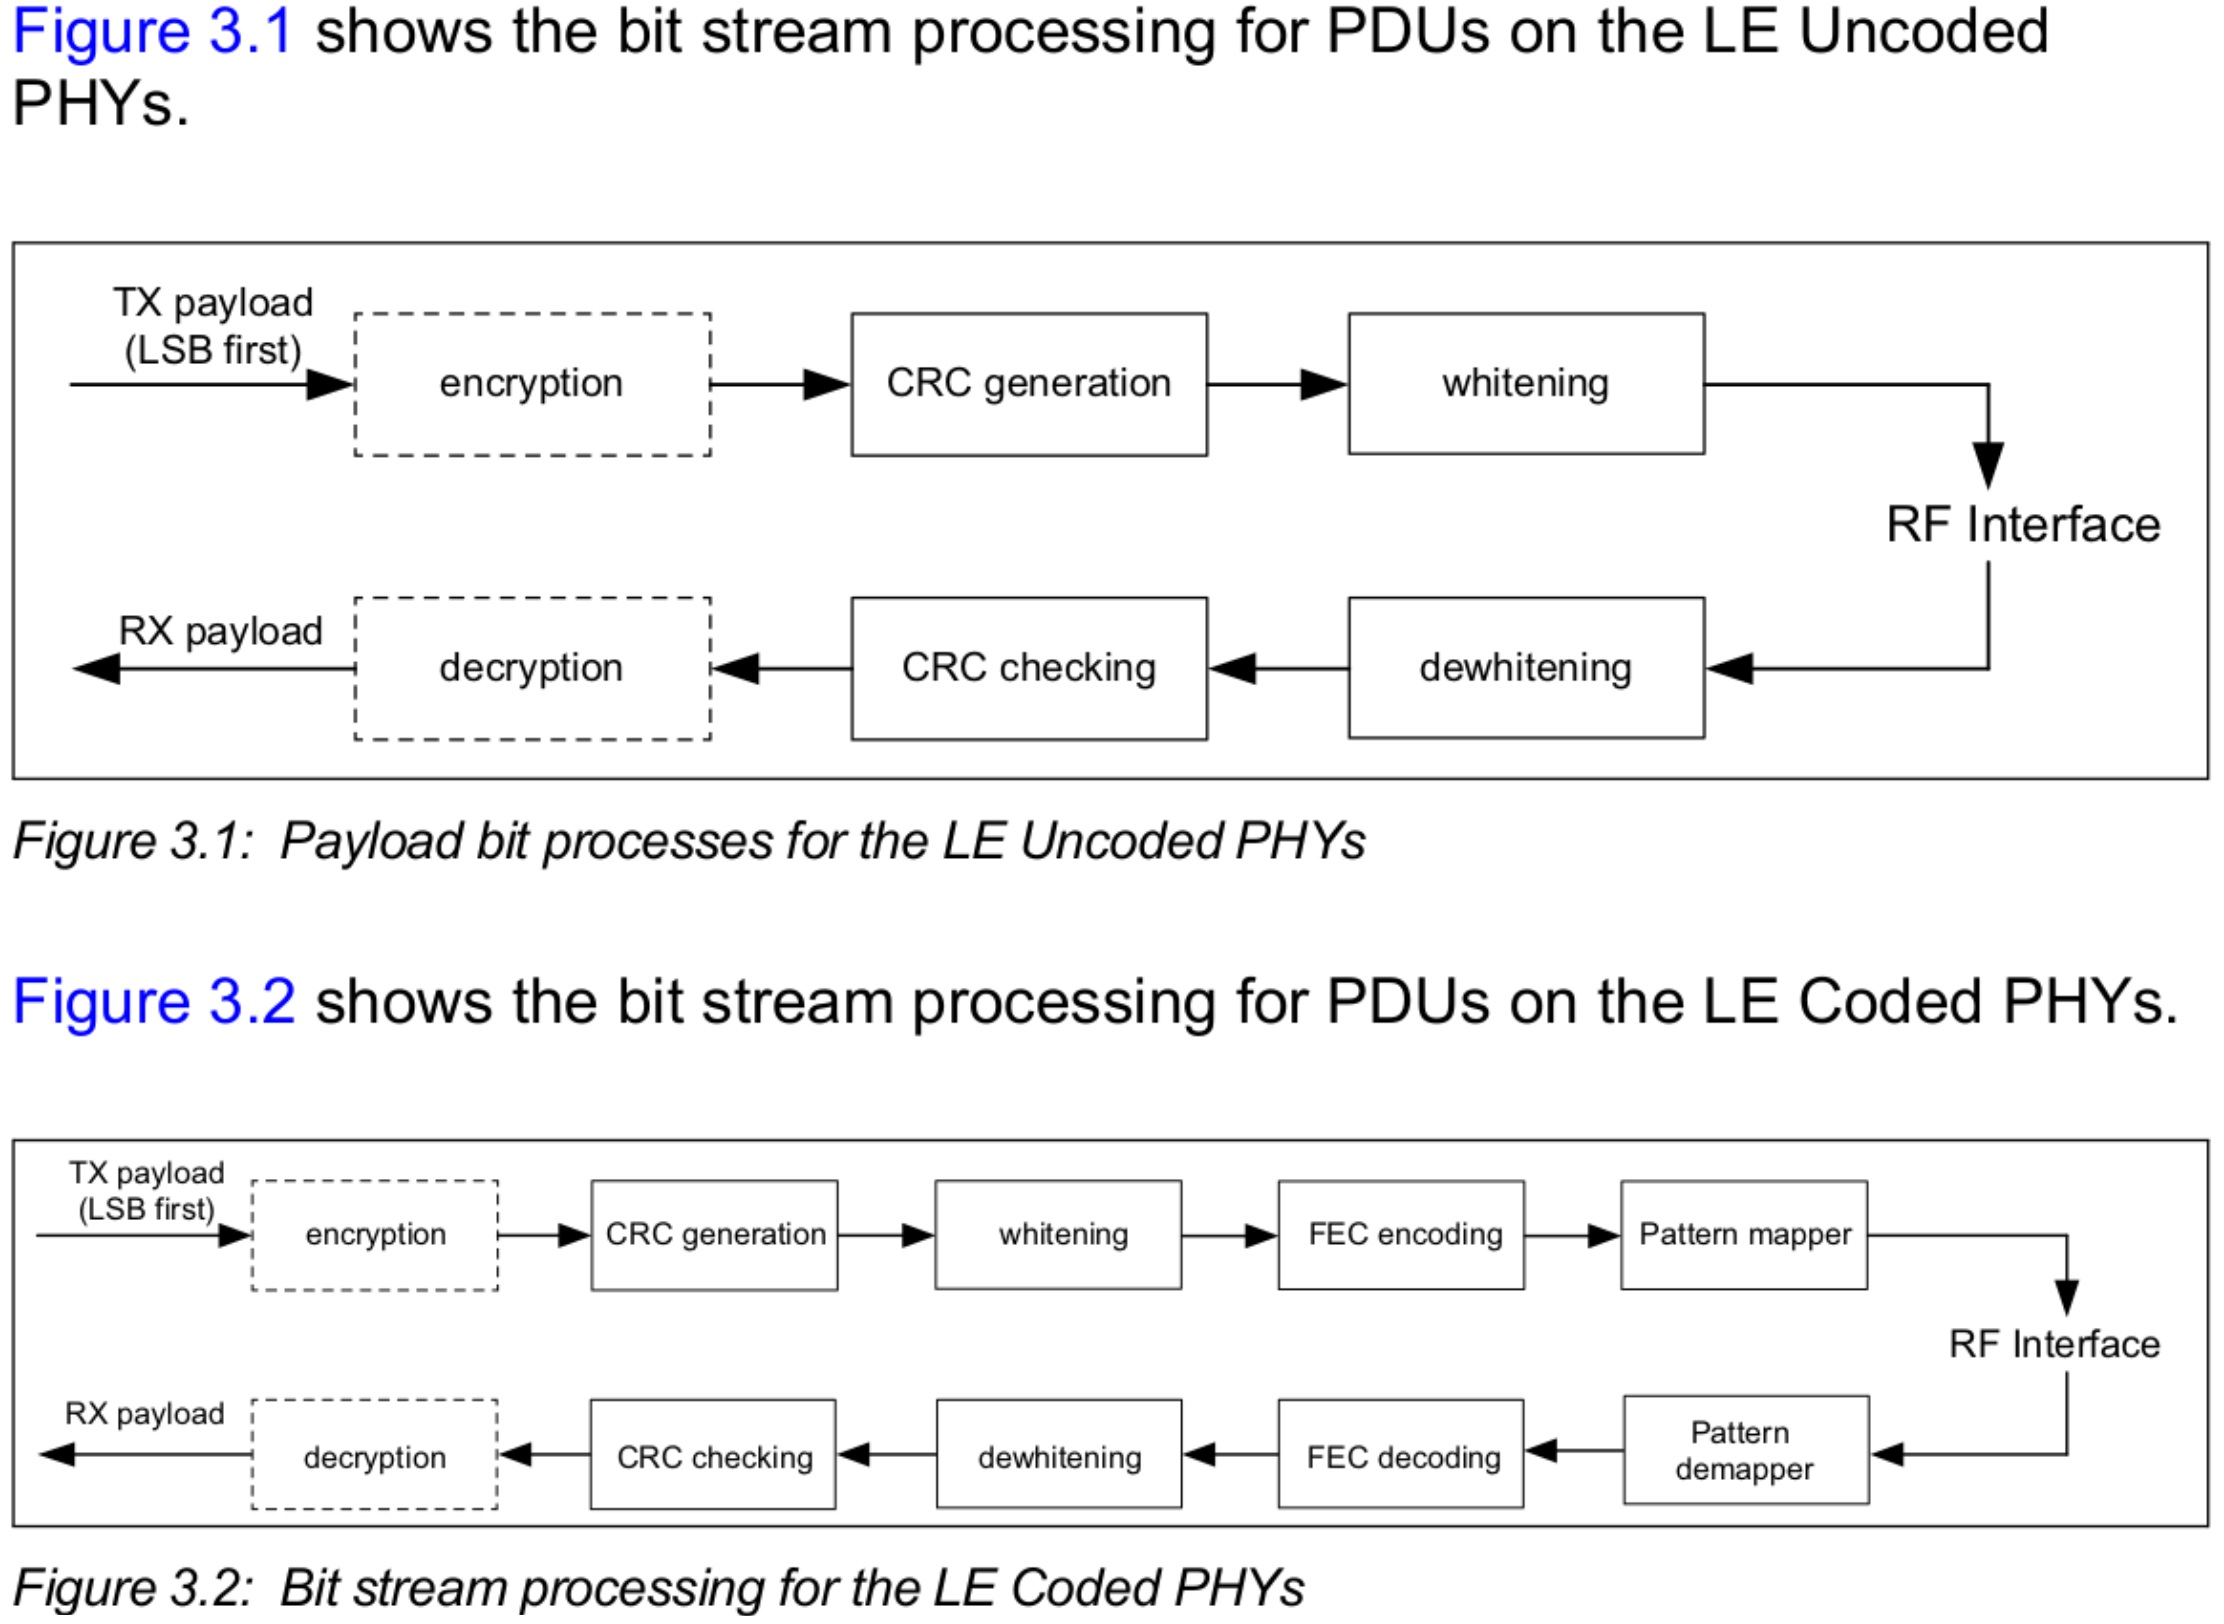 Figure 3.1 shows the bit stream processing for PDUs on the LE Uncoded
PHYs.
TX payload
(LSB first)
encryption
CRC generation
whitening
RF Interface
RX payload
decryption
CRC checking
dewhitening
Figure 3.1: Payload bit processes for the LE Uncoded PHYs
Figure 3.2 shows the bit stream processing for PDUs on the LE Coded PHYs.
TX payload
(LSB first)
encryption
CRC generation
whitening
FEC encoding
Pattern mapper
RF Interface
RX payload
decryption
CRC checking
dewhitening
FEC decoding
Pattern
demapper
Figure 3.2: Bit stream processing for the LE Coded PHYs